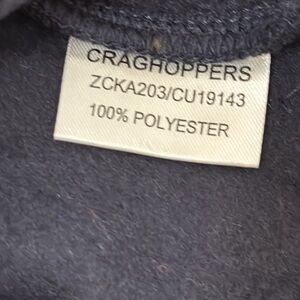 CRAGHOPPERS
ZCKA203/CU19143
100% POLYESTER